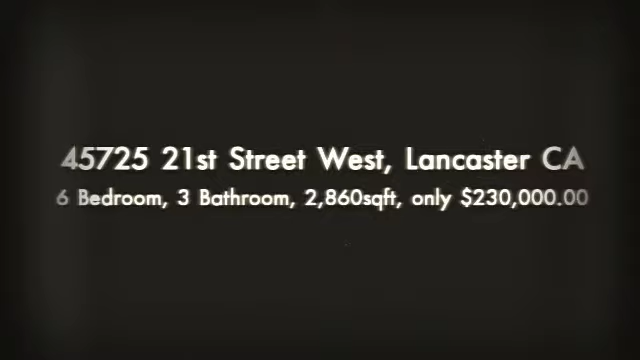 45725 21st Street West, Lancaster CA
6 Bedroom, 3 Bathroom, 2,860sqft, only $230,000.00